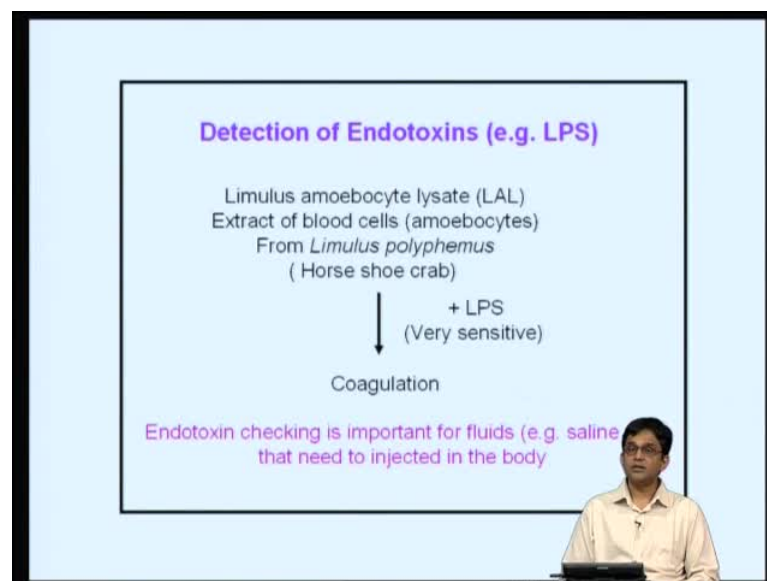 Detection of Endotoxins (e.g. LPS)
Limulus amoebocyte lysate (LAL)
Extract of blood cells (amoebocytes)
From Limulus polyphemus
( Horse shoe crab)
+ LPS
(Very sensitive)
Coagulation
Endotoxin checking is important for fluids (e.g. saline
that need to injected in the body